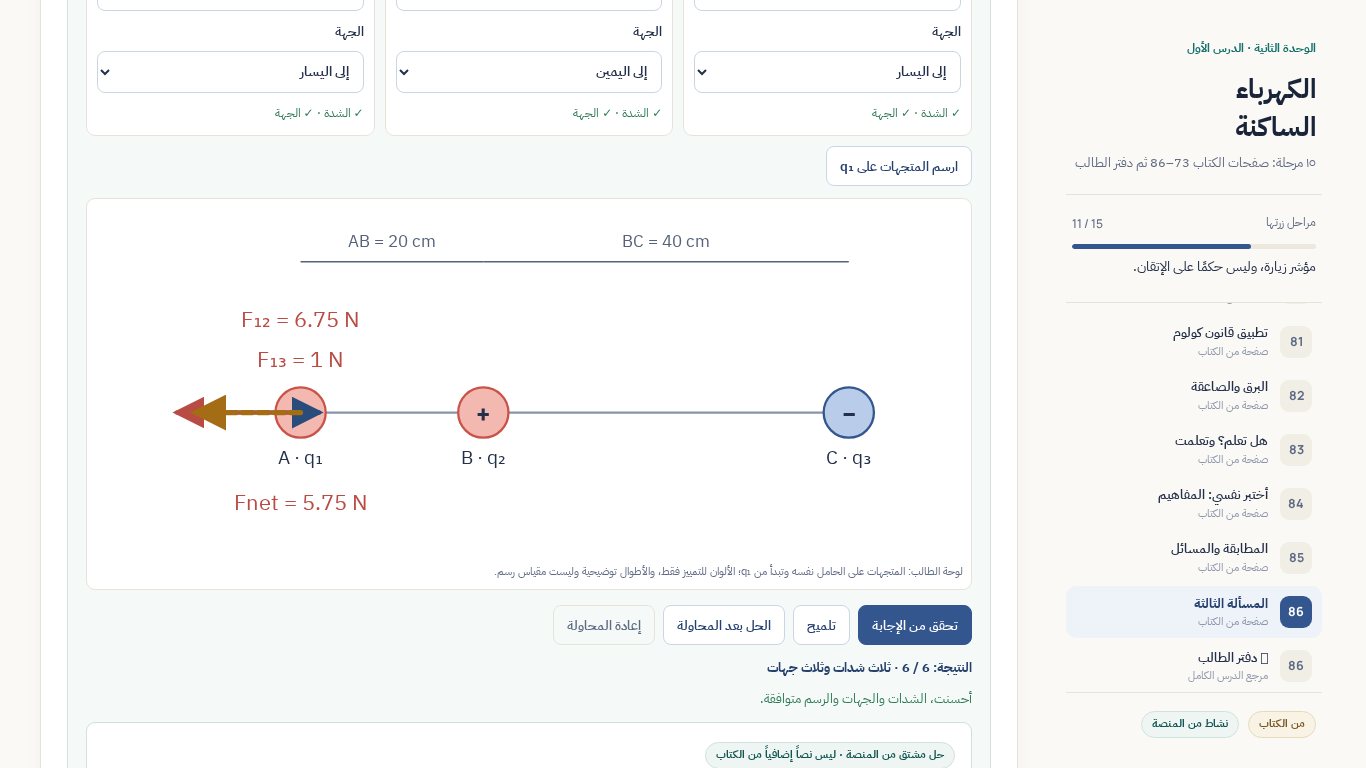 الوحدة الثانية · الدرس الأول
الكهرباء
الساكنة
١٥ مرحلة: صفحات الكتاب 73–86 ثم دفتر الطالب
مراحل زرتها
11 / 15
مؤشر زيارة، وليس حكمًا على الإتقان.
81
تطبيق قانون كولوم
صفحة من الكتاب
82
البرق والصاعقة
صفحة من الكتاب
83
هل تعلم؟ وتعلمت
صفحة من الكتاب
84
أختبر نفسي: المفاهيم
صفحة من الكتاب
85
المطابقة والمسائل
صفحة من الكتاب
86
المسألة الثالثة
صفحة من الكتاب
86
دفتر الطالب
مرجع الدرس الكامل
من الكتاب
نشاط من المنصة
الجهة
الجهة
الجهة
إلى اليسار
إلى اليمين
إلى اليسار
✓ الشدة · ✓ الجهة
✓ الشدة · ✓ الجهة
✓ الشدة · ✓ الجهة
ارسم المتجهات على q₁
AB = 20 cm
BC = 40 cm
F₁₂ = 6.75 N
F₁₃ = 1 N
+
−
A · q₁
B · q₂
C · q₃
Fnet = 5.75 N
لوحة الطالب: المتجهات على الحامل نفسه وتبدأ من q₁؛ الألوان للتمييز فقط، والأطوال توضيحية وليست مقياس رسم.
تحقق من الإجابة
تلميح
الحل بعد المحاولة
إعادة المحاولة
النتيجة: 6 / 6 · ثلاث شدات وثلاث جهات
أحسنت، الشدات والجهات والرسم متوافقة.
حل مشتق من المنصة · ليس نصاً إضافياً من الكتاب